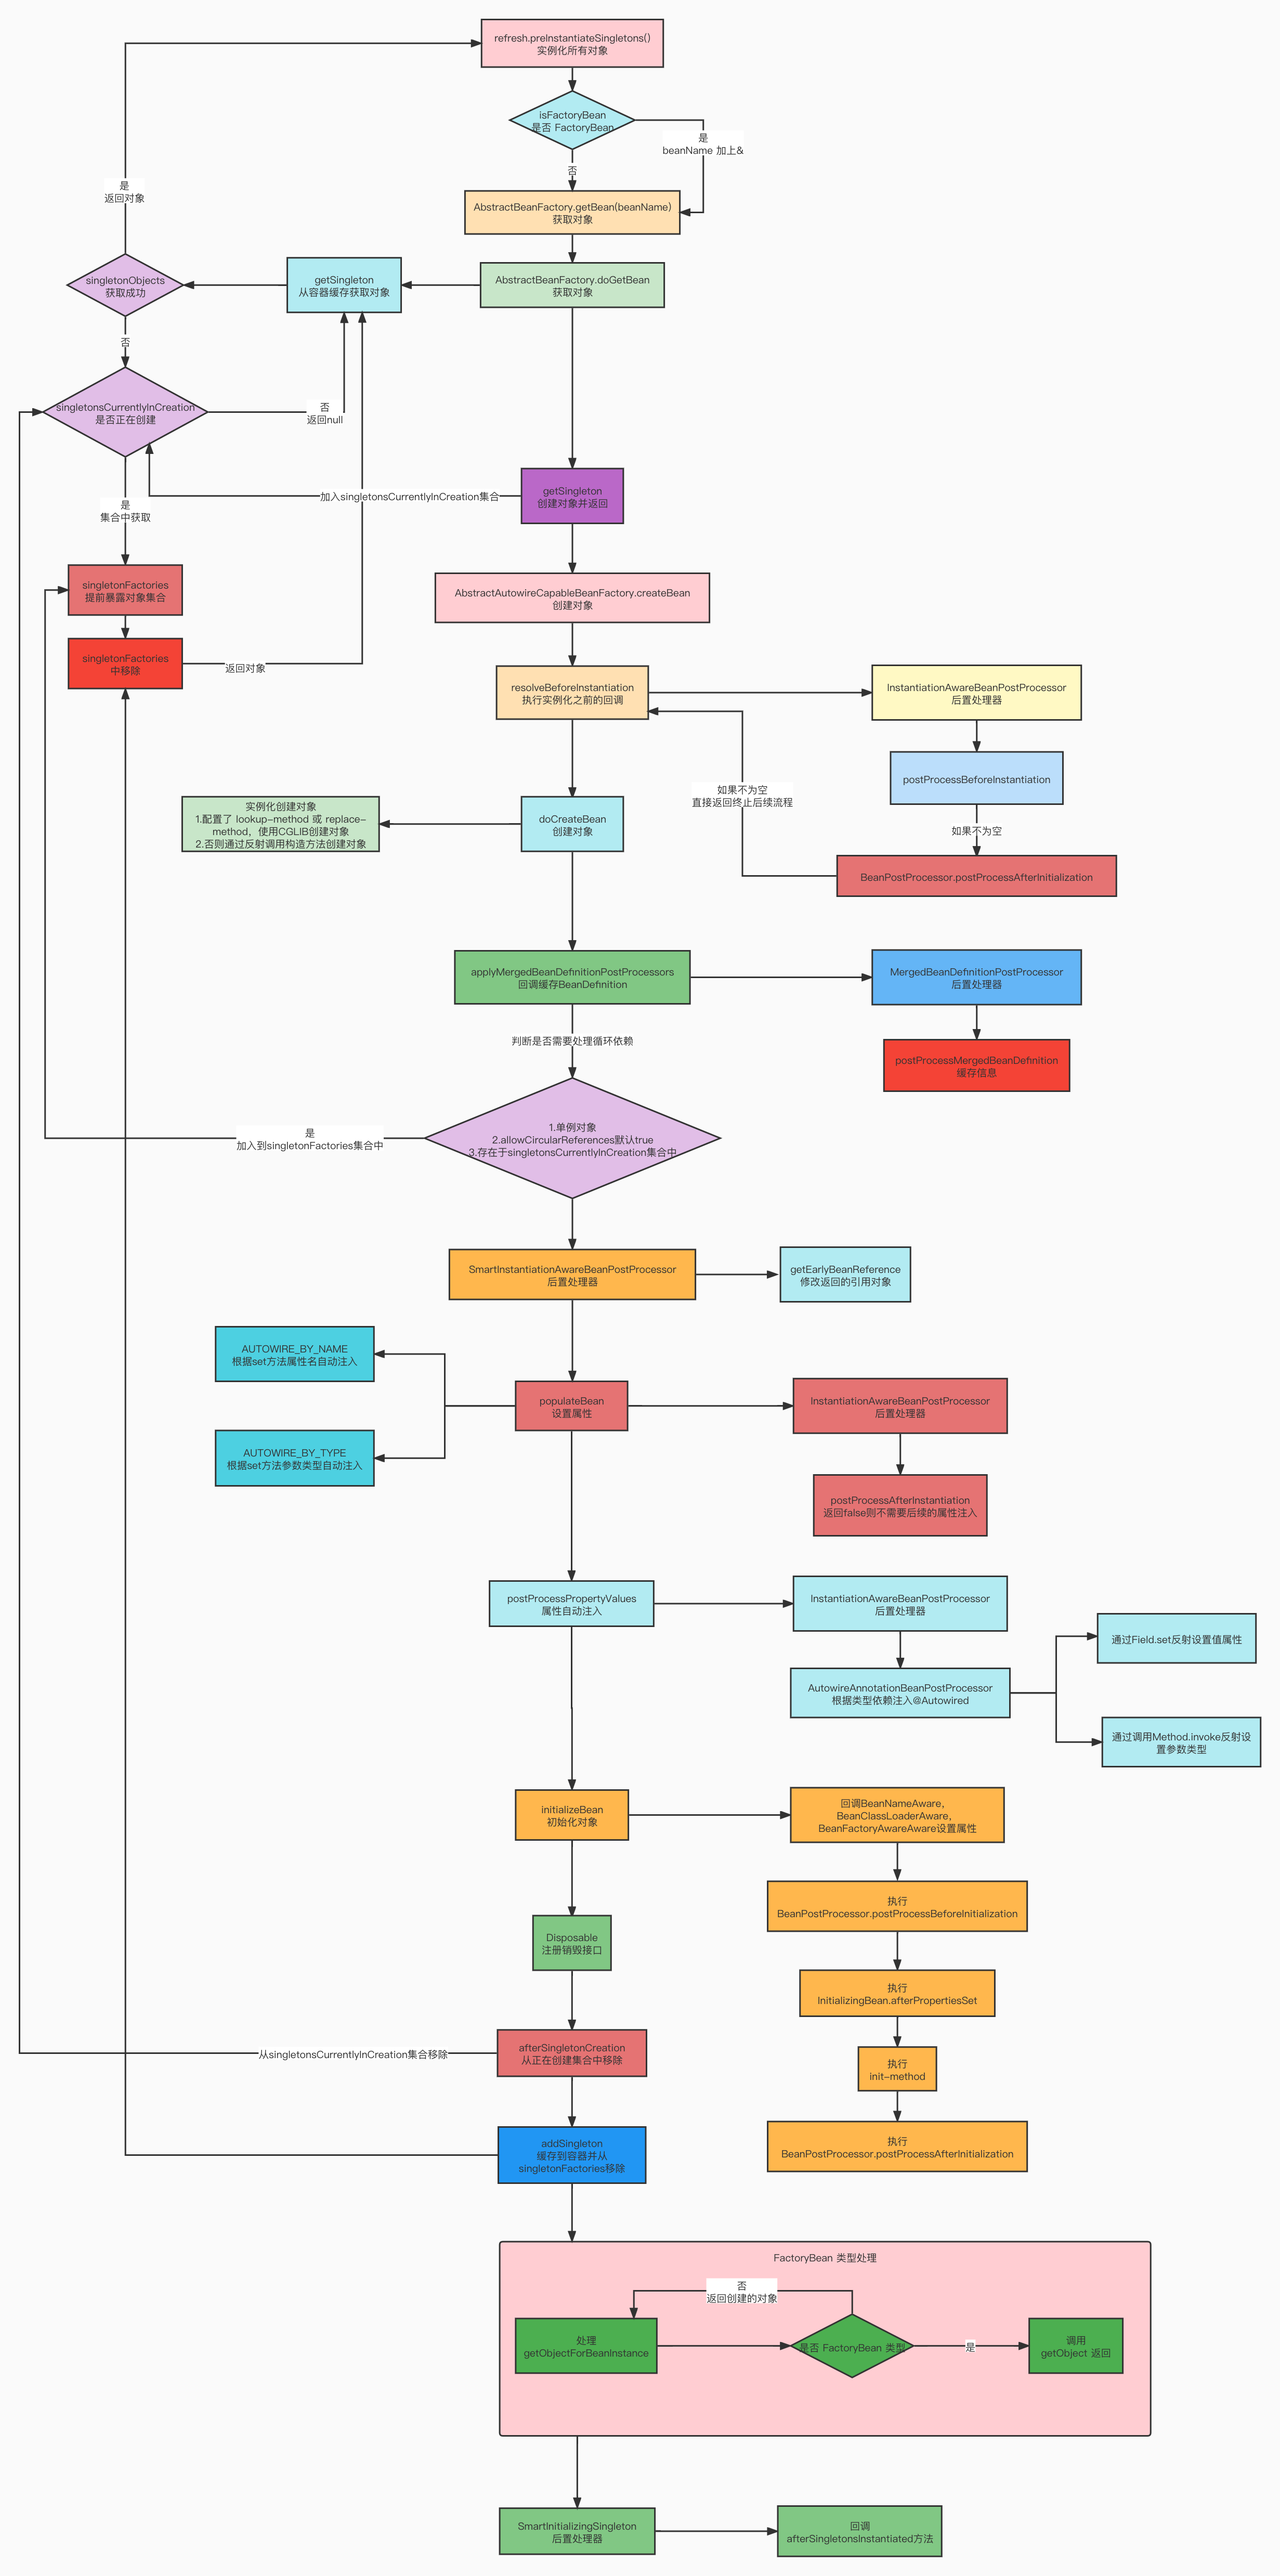 refresh.preInstantiateSingletons()
实例化所有对象
isFactoryBean
是否 FactoryBean
是
beanName 加上&
否
AbstractBeanFactory.getBean(beanName)
获取对象
是
返回对象
singletonObjects
获取成功
getSingleton
从容器缓存获取对象
AbstractBeanFactory.doGetBean
获取对象
否
singletonsCurrentlyInCreation
是否正在创建
否
返回null
加入singletonsCurrentlyInCreation集合
getSingleton
创建对象并返回
是
集合中获取
singletonFactories
提前暴露对象集合
AbstractAutowireCapableBeanFactory.createBean
创建对象
singletonFactories
中移除
返回对象
resolveBeforeInstantiation
执行实例化之前的回调
InstantiationAwareBeanPostProcessor
后置处理器
postProcessBeforeInstantiation
如果不为空
直接返回终止后续流程
如果不为空
BeanPostProcessor.postProcessAfterInitialization
实例化创建对象
1.配置了 lookup-method 或 replace-
method，使用CGLIB创建对象
2.否则通过反射调用构造方法创建对象
doCreateBean
创建对象
applyMergedBeanDefinitionPostProcessors
回调缓存BeanDefinition
MergedBeanDefinitionPostProcessor
后置处理器
判断是否需要处理循环依赖
postProcessMergedBeanDefinition
缓存信息
是
加入到singletonFactories集合中
1.单例对象
2.allowCircularReferences默认true
3.存在于singletonsCurrentlyInCreation集合中
SmartInstantiationAwareBeanPostProcessor
后置处理器
getEarlyBeanReference
修改返回的引用对象
AUTOWIRE_BY_NAME
根据set方法属性名自动注入
populateBean
设置属性
InstantiationAwareBeanPostProcessor
后置处理器
AUTOWIRE_BY_TYPE
根据set方法参数类型自动注入
postProcessAfterInstantiation
返回false则不需要后续的属性注入
postProcessPropertyValues
属性自动注入
InstantiationAwareBeanPostProcessor
后置处理器
通过Field.set反射设置值属性
AutowireAnnotationBeanPostProcessor
根据类型依赖注入@Autowired
通过调用Method.invoke反射设
置参数类型
initializeBean
初始化对象
回调BeanNameAware，
BeanClassLoaderAware，
BeanFactoryAwareAware设置属性
执行
BeanPostProcessor.postProcessBeforeInitialization
Disposable
注册销毁接口
执行
InitializingBean.afterPropertiesSet
从singletonsCurrentlyInCreation集合移除
afterSingletonCreation
从正在创建集合中移除
执行
init-method
addSingleton
缓存到容器并从
singletonFactories移除
执行
BeanPostProcessor.postProcessAfterInitialization
FactoryBean 类型处理
否
返回创建的对象
处理
getObjectForBeanInstance
是否 FactoryBean 类型
是
调用
getObject 返回
SmartInitializingSingleton
后置处理器
回调
afterSingletonsInstantiated方法